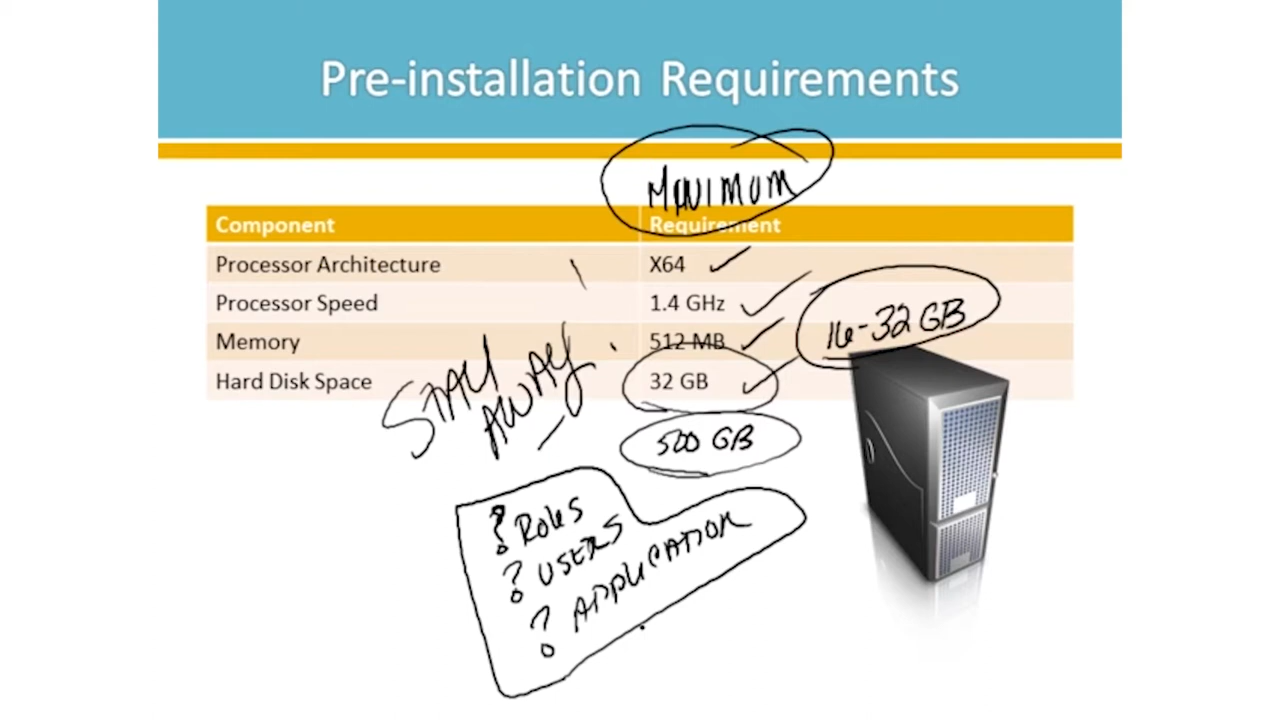 Pre-installation Requirements
MINIMUM
Component Requirement
Processor Architecture X64
Processor Speed 1.4 GHz
Memory 512 MB
16-32 GB
Hard Disk Space 32 GB
STAY
AWAY
500 GB
? ROLES
? USERS
? APPLICATION